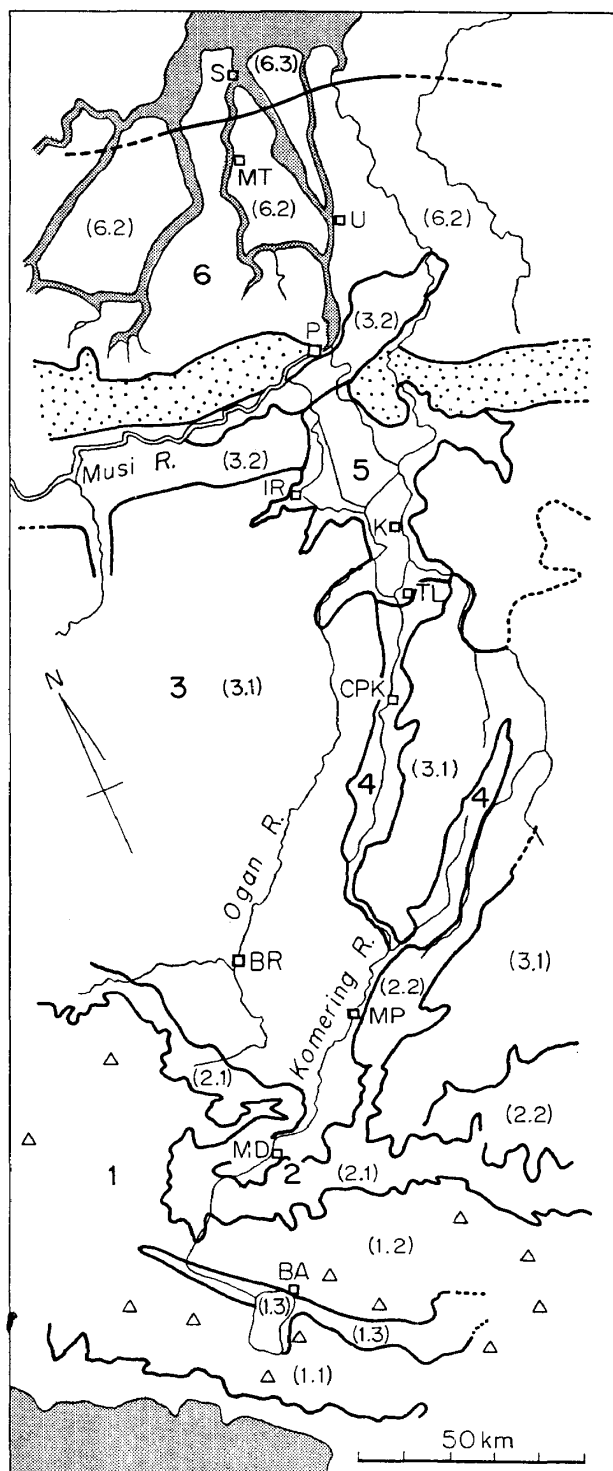 S
(6.3)
MT
(6.2)
(6.2)
U
(6.2)
6
(3.2)
P
Musi R.
(3.2)
5
IR
K
TL
N
3
(3.1)
CPK
(3.1)
4
4
Ogan R.
BR
Komering R.
(3.1)
(2.2)
MP
(2.1)
(2.2)
MD
2
1
(2.1)
(1.2)
BA
(1.3)
(1.3)
(1.1)
50 km